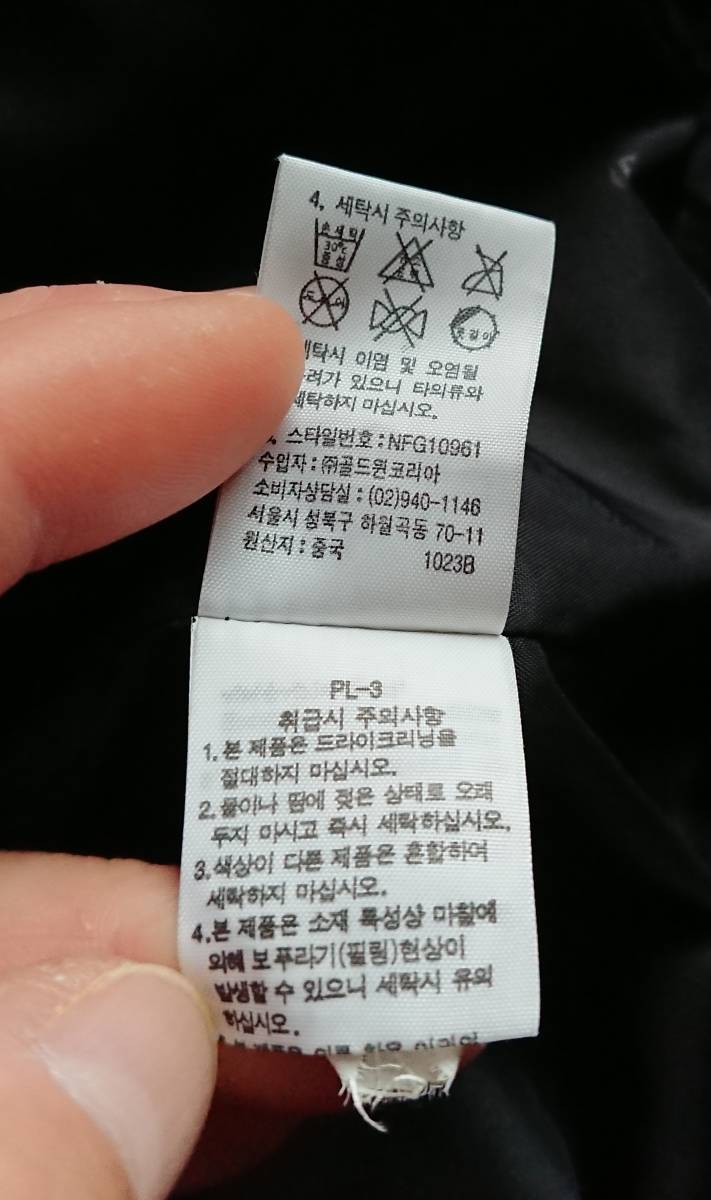 4. 세탁시 주의사항
손세탁
30℃
중성
옷걸이
세탁시 이염 및 오염될
우려가 있으니 타의류와
세탁하지 마십시오.
스타일번호:NFG10961
수입자:㈜골드윈코리아
소비자상담실:(02)940-1146
서울시 성북구 하월곡동 70-11
원산지:중국 1023B
PL-3
취급시 주의사항
1.본 제품은 드라이크리닝을
절대하지 마십시오.
2.물이나 땀에 젖은 상태로 오래
두지 마시고 즉시 세탁하십시오.
3.색상이 다른 제품은 혼합하여
세탁하지 마십시오.
4.본 제품은 소재 특성상 마찰에
의해 보푸라기(필링)현상이
발생할 수 있으니 세탁시 유의
하십시오.